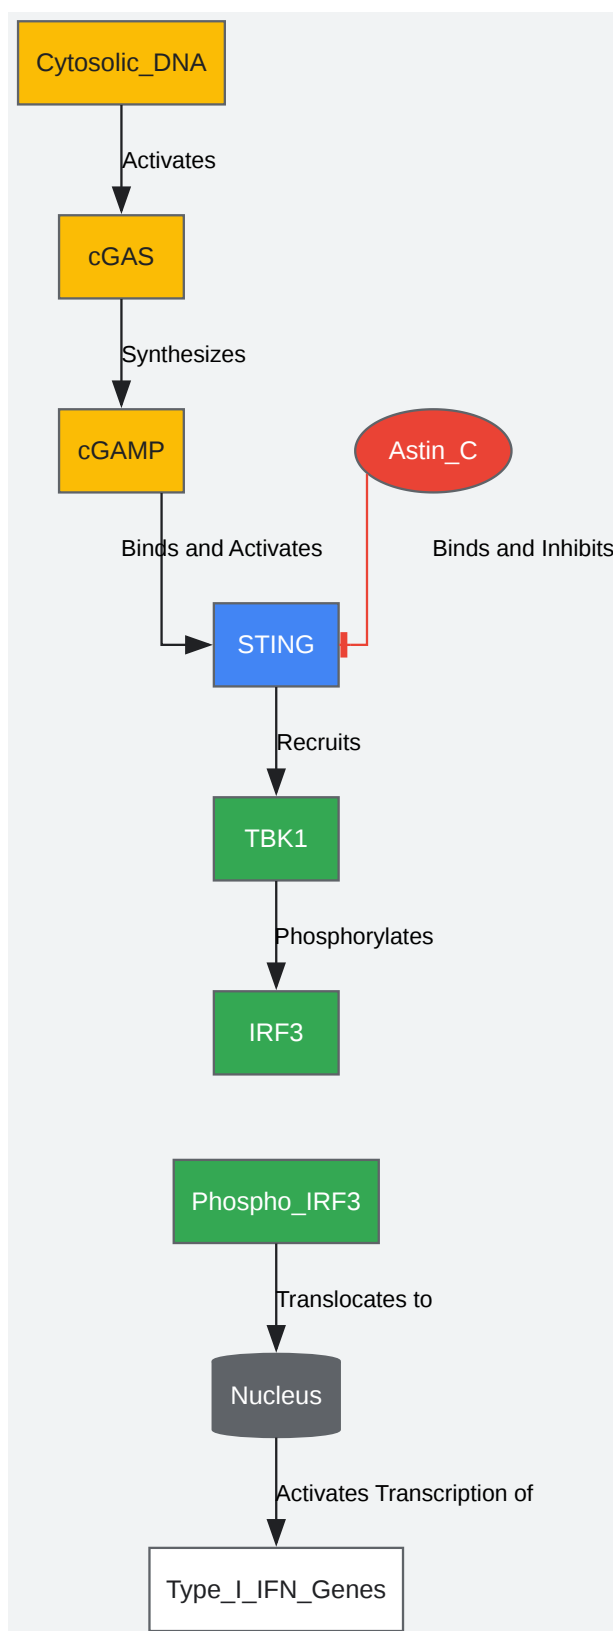 Cytosolic_DNA
Activates
cGAS
Synthesizes
cGAMP
Astin_C
Binds and Activates
Binds and Inhibits
STING
Recruits
TBK1
Phosphorylates
IRF3
Phospho_IRF3
Translocates to
Nucleus
Activates Transcription of
Type_I_IFN_Genes